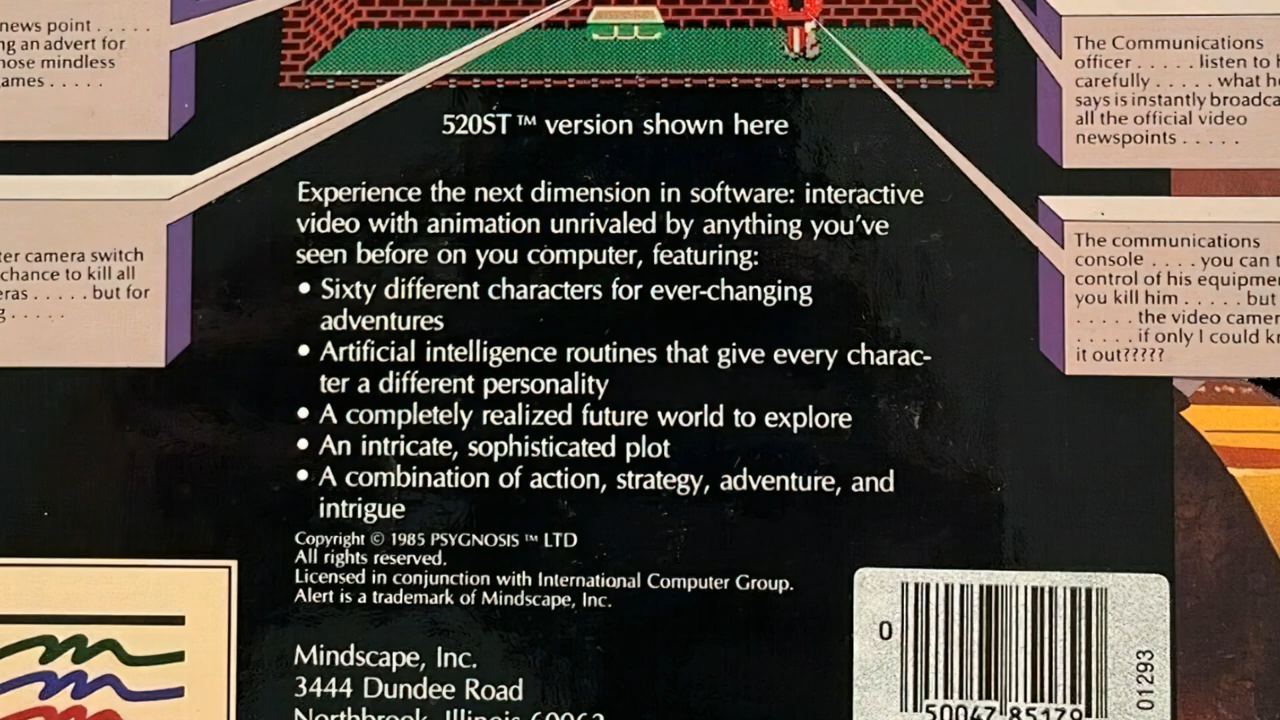 news point . . . . .
ng an advert for
hose mindless
ames . . . . .
The Communications
officer . . . . . listen to
carefully . . . . . what
says is instantly
all the official video
newspoints . . . . .
520ST™ version shown here
Experience the next dimension in software: interactive
video with animation unrivaled by anything you've
seen before on you computer, featuring:
• Sixty different characters for ever-changing
adventures
• Artificial intelligence routines that give every charac-
ter a different personality
• A completely realized future world to explore
• An intricate, sophisticated plot
• A combination of action, strategy, adventure, and
intrigue
ter camera switch
chance to kill all
eras . . . . . but for
g . . . . .
The communications
console . . . . you can
control of his
you kill him . . . . . but
. . . . . the video
. . . . . if only I could
it out?????
Copyright © 1985 PSYGNOSIS ™ LTD
All rights reserved.
Licensed in conjunction with International Computer Group.
Alert is a trademark of Mindscape, Inc.
Mindscape, Inc.
3444 Dundee Road
Northbrook, Illinois 60062
0
50047 85179
01293